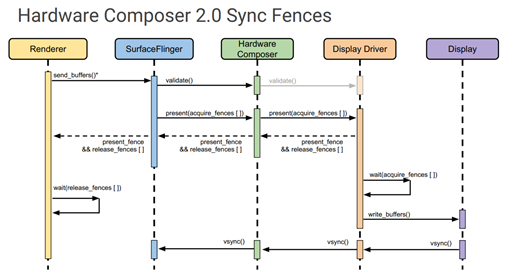 Hardware Composer 2.0 Sync Fences
Renderer
SurfaceFlinger
Hardware
Composer
Display Driver
Display
send_buffers()*
validate()
validate()
present(acquire_fences [ ])
present(acquire_fences [ ])
present_fence
&& release_fences [ ]
present_fence
&& release_fences [ ]
present_fence
&& release_fences [ ]
wait(acquire_fences [ ])
wait(release_fences [ ])
write_buffers()
vsync()
vsync()
vsync()